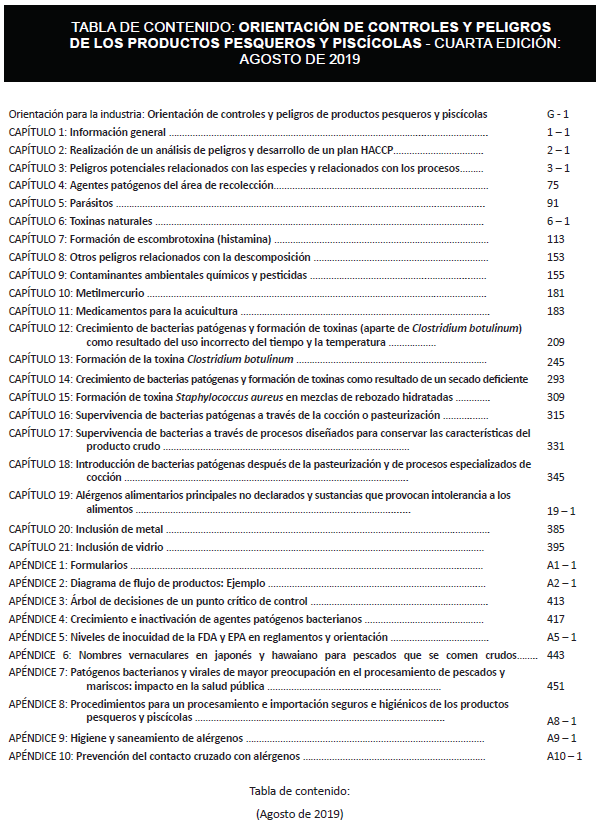 TABLA DE CONTENIDO: ORIENTACIÓN DE CONTROLES Y PELIGROS
DE LOS PRODUCTOS PESQUEROS Y PISCÍCOLAS - CUARTA EDICIÓN:
AGOSTO DE 2019
Orientación para la industria: Orientación de controles y peligros de productos pesqueros y piscícolas G - 1
CAPÍTULO 1: Información general ........ 1 – 1
CAPÍTULO 2: Realización de un análisis de peligros y desarrollo de un plan HACCP........ 2 – 1
CAPÍTULO 3: Peligros potenciales relacionados con las especies y relacionados con los procesos........ 3 – 1
CAPÍTULO 4: Agentes patógenos del área de recolección........ 75
CAPÍTULO 5: Parásitos ........ 91
CAPÍTULO 6: Toxinas naturales ........ 6 – 1
CAPÍTULO 7: Formación de escombrotoxina (histamina) ........ 113
CAPÍTULO 8: Otros peligros relacionados con la descomposición ........ 153
CAPÍTULO 9: Contaminantes ambientales químicos y pesticidas ........ 155
CAPÍTULO 10: Metilmercurio ........ 181
CAPÍTULO 11: Medicamentos para la acuicultura ........ 183
CAPÍTULO 12: Crecimiento de bacterias patógenas y formación de toxinas (aparte de Clostridium botulinum)
como resultado del uso incorrecto del tiempo y la temperatura ........ 209
CAPÍTULO 13: Formación de la toxina Clostridium botulinum ........ 245
CAPÍTULO 14: Crecimiento de bacterias patógenas y formación de toxinas como resultado de un secado deficiente 293
CAPÍTULO 15: Formación de toxina Staphylococcus aureus en mezclas de rebozado hidratadas ........ 309
CAPÍTULO 16: Supervivencia de bacterias patógenas a través de la cocción o pasteurización ........ 315
CAPÍTULO 17: Supervivencia de bacterias a través de procesos diseñados para conservar las características del
producto crudo ........ 331
CAPÍTULO 18: Introducción de bacterias patógenas después de la pasteurización y de procesos especializados de
cocción ........ 345
CAPÍTULO 19: Alérgenos alimentarios principales no declarados y sustancias que provocan intolerancia a los
alimentos ........ 19 – 1
CAPÍTULO 20: Inclusión de metal ........ 385
CAPÍTULO 21: Inclusión de vidrio ........ 395
APÉNDICE 1: Formularios ........ A1 – 1
APÉNDICE 2: Diagrama de flujo de productos: Ejemplo ........ A2 – 1
APÉNDICE 3: Árbol de decisiones de un punto crítico de control ........ 413
APÉNDICE 4: Crecimiento e inactivación de agentes patógenos bacterianos ........ 417
APÉNDICE 5: Niveles de inocuidad de la FDA y EPA en reglamentos y orientación ........ A5 – 1
APÉNDICE 6: Nombres vernaculares en japonés y hawaiano para pescados que se comen crudos........ 443
APÉNDICE 7: Patógenos bacterianos y virales de mayor preocupación en el procesamiento de pescados y
mariscos: impacto en la salud pública ........ 451
APÉNDICE 8: Procedimientos para un procesamiento e importación seguros e higiénicos de los productos
pesqueros y piscícolas ........ A8 – 1
APÉNDICE 9: Higiene y saneamiento de alérgenos ........ A9 – 1
APÉNDICE 10: Prevención del contacto cruzado con alérgenos ........ A10 – 1
Tabla de contenido:
(Agosto de 2019)